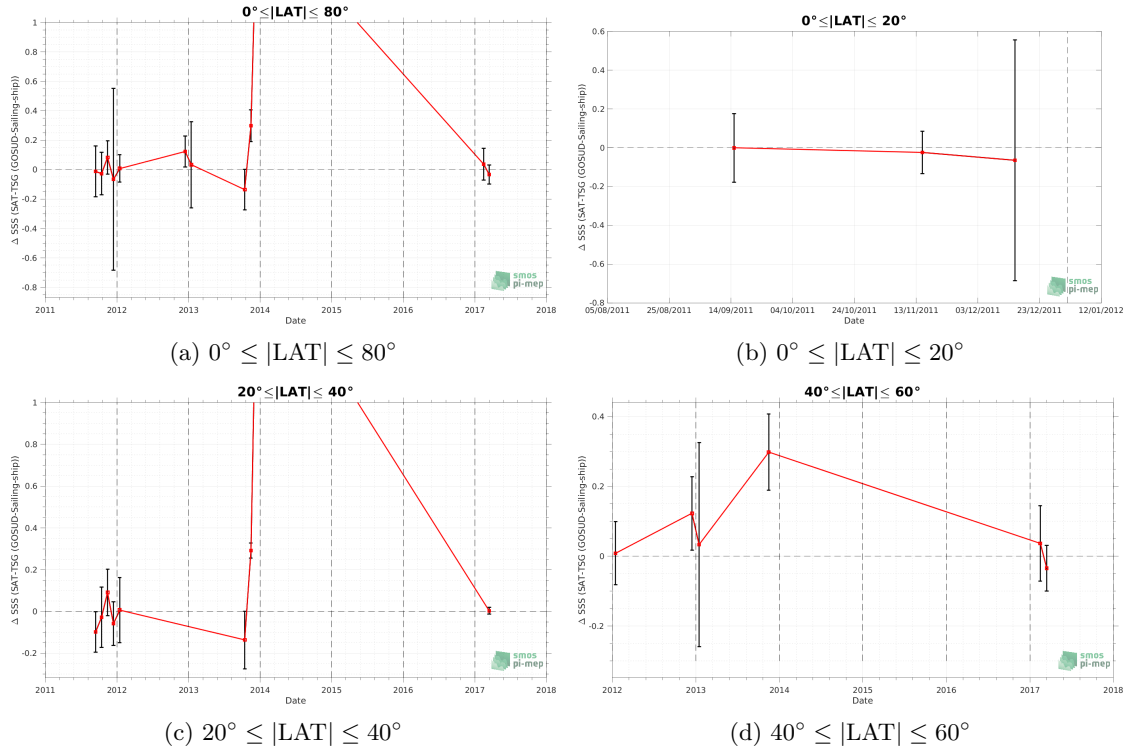 0°≤|LAT|≤ 80°
Δ SSS (SAT-TSG (GOSUD-Sailing-ship))
1
0.8
0.6
0.4
0.2
0
-0.2
-0.4
-0.6
-0.8
2011 2012 2013 2014 2015 2016 2017 2018
Date
smos
pi-mep
(a) 0° ≤ |LAT| ≤ 80°
0°≤|LAT|≤ 20°
Δ SSS (SAT-TSG (GOSUD-Sailing-ship))
0.6
0.4
0.2
0
-0.2
-0.4
-0.6
-0.8
05/08/2011 25/08/2011 14/09/2011 04/10/2011 24/10/2011 13/11/2011 03/12/2011 23/12/2011 12/01/2012
Date
smos
pi-mep
(b) 0° ≤ |LAT| ≤ 20°
20°≤|LAT|≤ 40°
Δ SSS (SAT-TSG (GOSUD-Sailing-ship))
1
0.8
0.6
0.4
0.2
0
-0.2
2011 2012 2013 2014 2015 2016 2017 2018
Date
smos
pi-mep
(c) 20° ≤ |LAT| ≤ 40°
40°≤|LAT|≤ 60°
Δ SSS (SAT-TSG (GOSUD-Sailing-ship))
0.4
0.2
0
-0.2
2012 2013 2014 2015 2016 2017 2018
Date
smos
pi-mep
(d) 40° ≤ |LAT| ≤ 60°